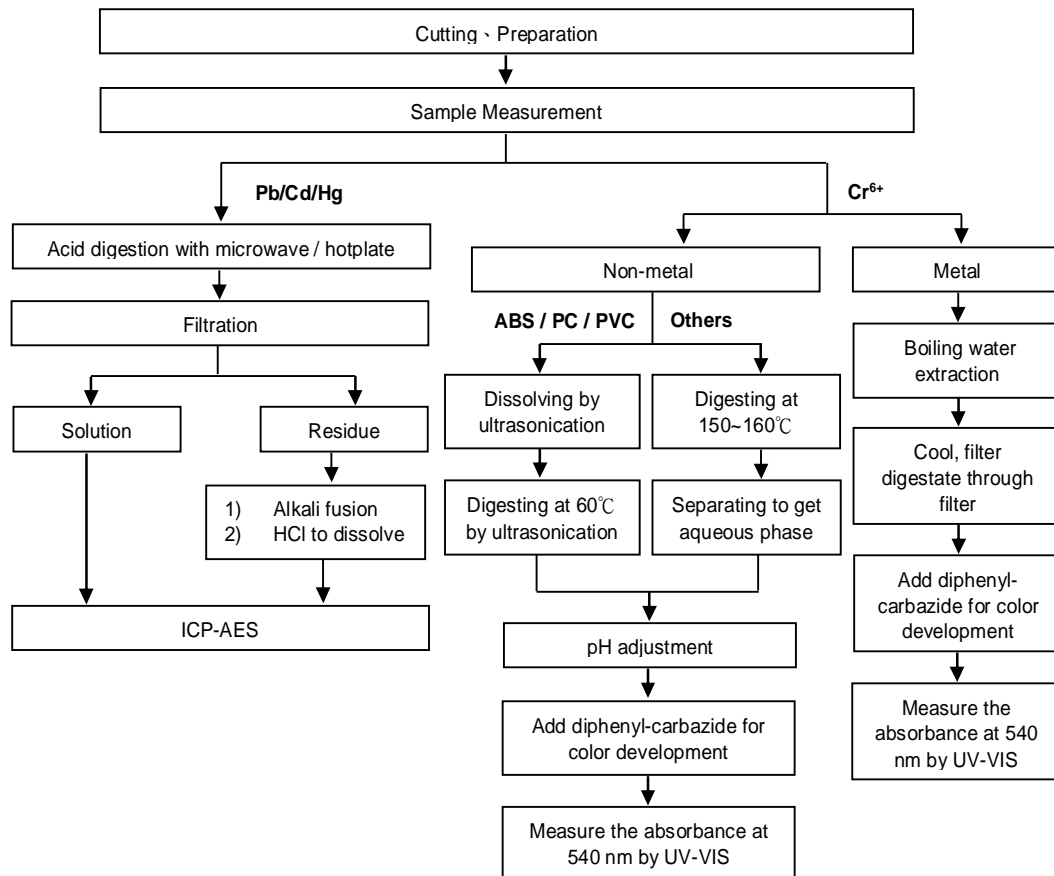 Cutting、Preparation
Sample Measurement
Pb/Cd/Hg
Cr⁶⁺
Acid digestion with microwave / hotplate
Filtration
Solution
Residue
1) Alkali fusion
2) HCl to dissolve
ICP-AES
Non-metal
ABS / PC / PVC
Others
Dissolving by
ultrasonication
Digesting at 60℃
by ultrasonication
Digesting at
150~160℃
Separating to get
aqueous phase
pH adjustment
Add diphenyl-carbazide for
color development
Measure the absorbance at
540 nm by UV-VIS
Metal
Boiling water
extraction
Cool, filter
digestate through
filter
Add diphenyl-
carbazide for color
development
Measure the
absorbance at 540
nm by UV-VIS